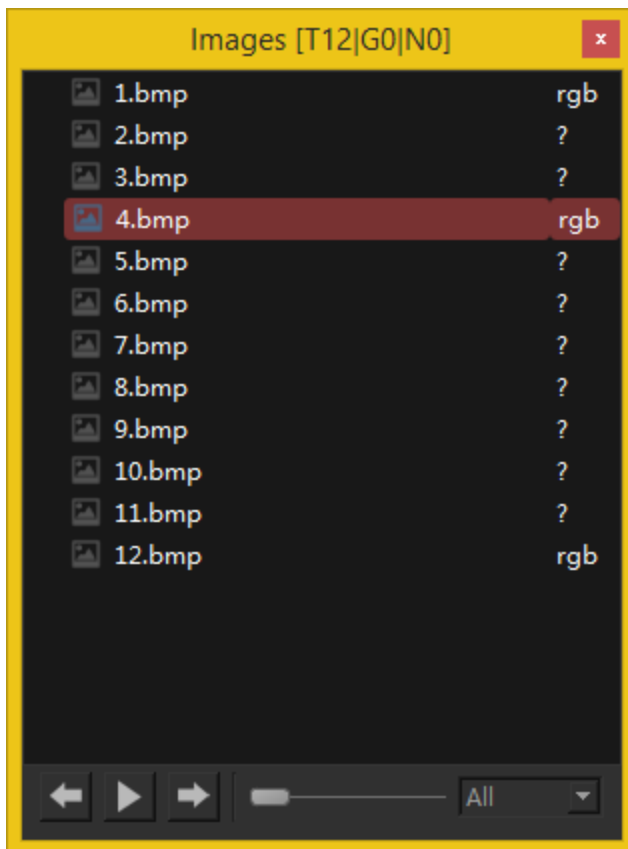 Images [T12|G0|N0] x
1.bmp rgb
2.bmp ?
3.bmp ?
4.bmp rgb
5.bmp ?
6.bmp ?
7.bmp ?
8.bmp ?
9.bmp ?
10.bmp ?
11.bmp ?
12.bmp rgb
All